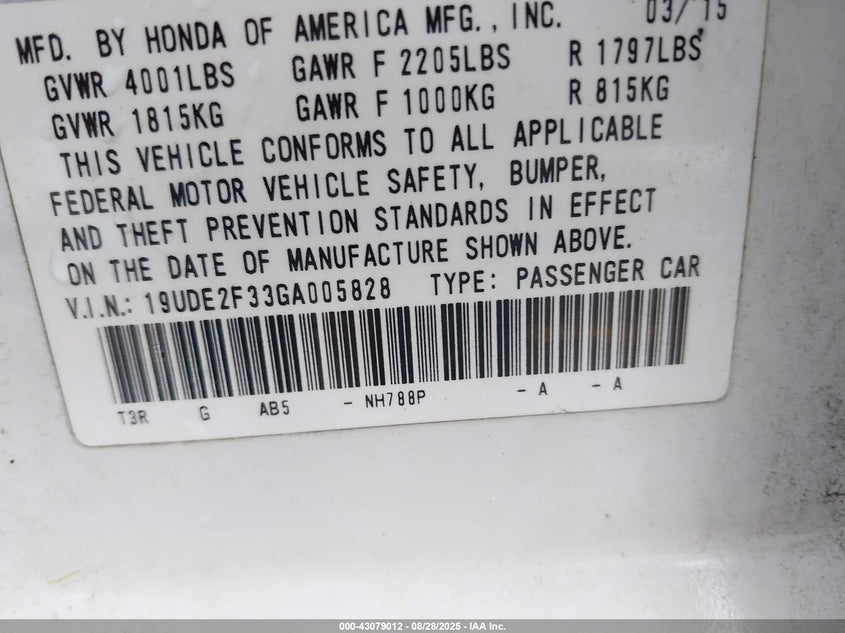 MFD. BY HONDA OF AMERICA MFG., INC. 03/15
GVWR 4001LBS GAWR F 2205LBS R 1797LBS
GVWR 1815KG GAWR F 1000KG R 815KG
THIS VEHICLE CONFORMS TO ALL APPLICABLE
FEDERAL MOTOR VEHICLE SAFETY, BUMPER,
AND THEFT PREVENTION STANDARDS IN EFFECT
ON THE DATE OF MANUFACTURE SHOWN ABOVE.
V.I.N.: 19UDE2F33GA005828 TYPE: PASSENGER CAR
T3R G AB5 - NH788P - A - A
000-43079012 | 08/28/2025 - IAA Inc.